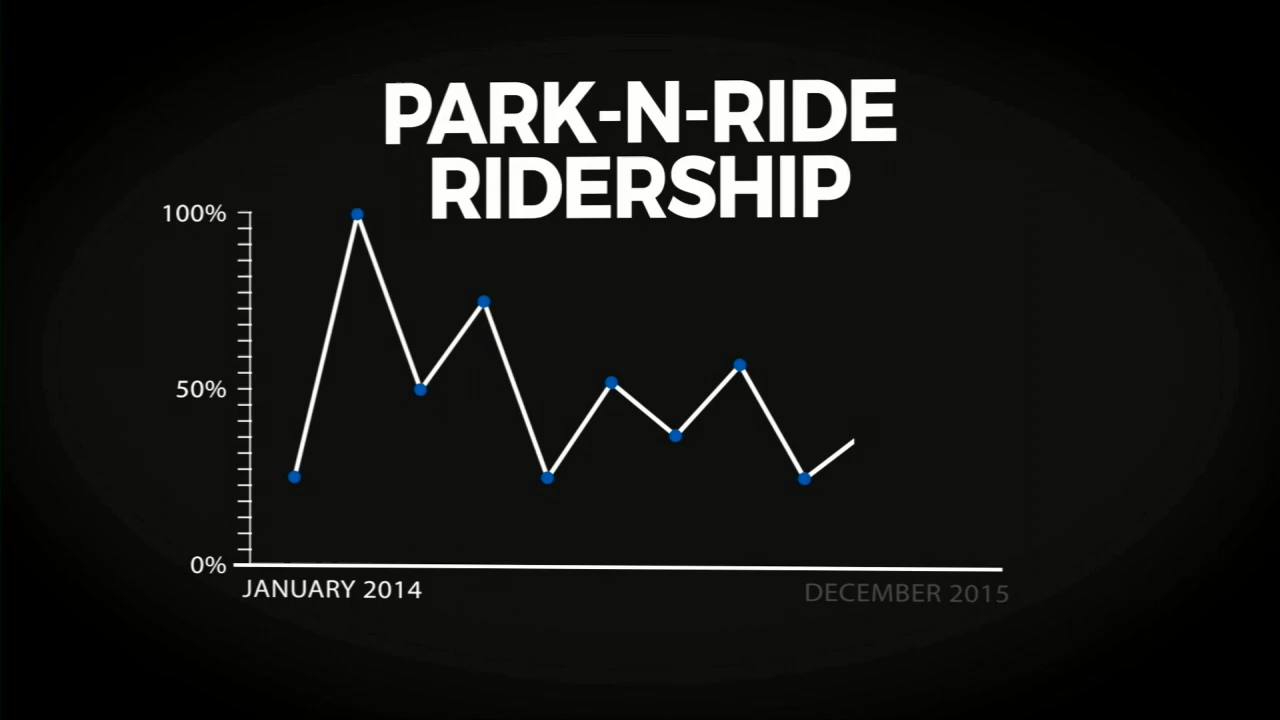 PARK-N-RIDE
RIDERSHIP
100%
50%
0%
JANUARY 2014
DECEMBER 2015